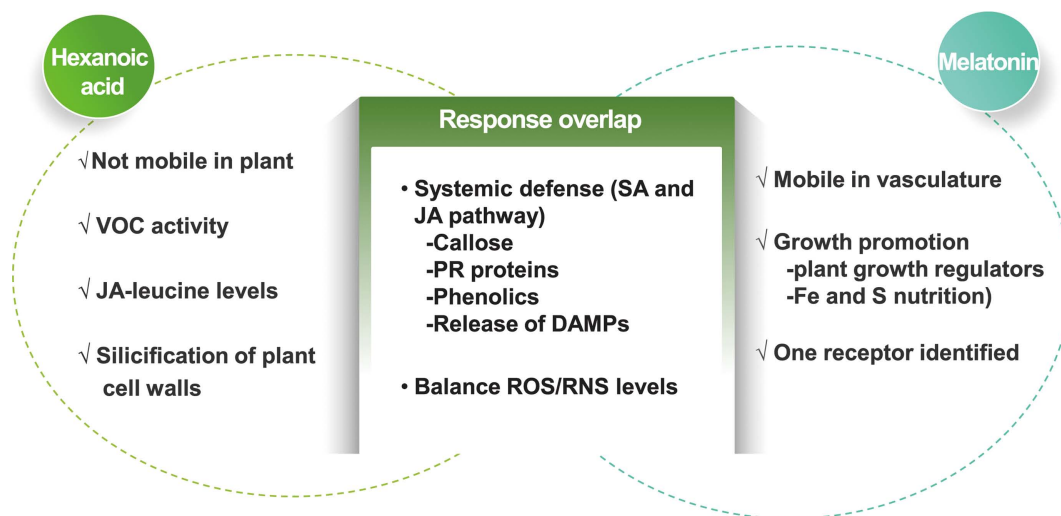 Hexanoic
acid
√Not mobile in plant
√ VOC activity
√ JA-leucine levels
√ Silicification of plant
cell walls
Response overlap
• Systemic defense (SA and
JA pathway)
-Callose
-PR proteins
-Phenolics
-Release of DAMPs
• Balance ROS/RNS levels
Melatonin
√ Mobile in vasculature
√ Growth promotion
-plant growth regulators
-Fe and S nutrition)
√ One receptor identified